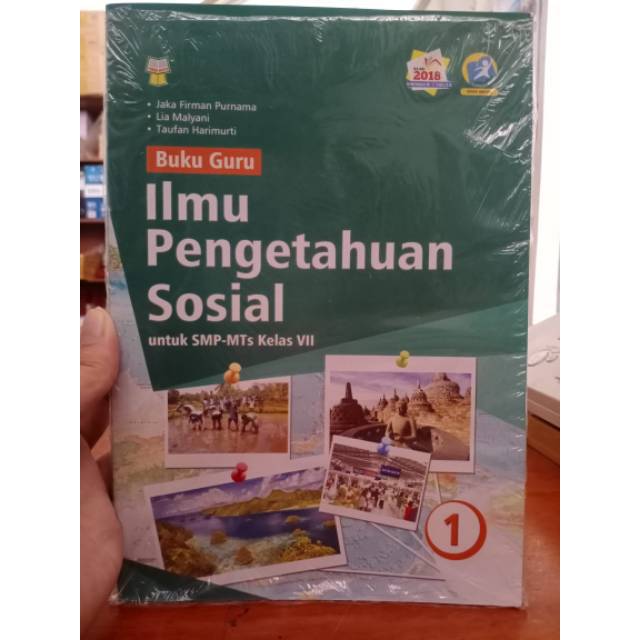 • Jaka Firman Purnama
• Lia Malyani
• Taufan Harimurti
2018
Buku Guru
Ilmu
Pengetahuan
Sosial
untuk SMP-MTs Kelas VII
1